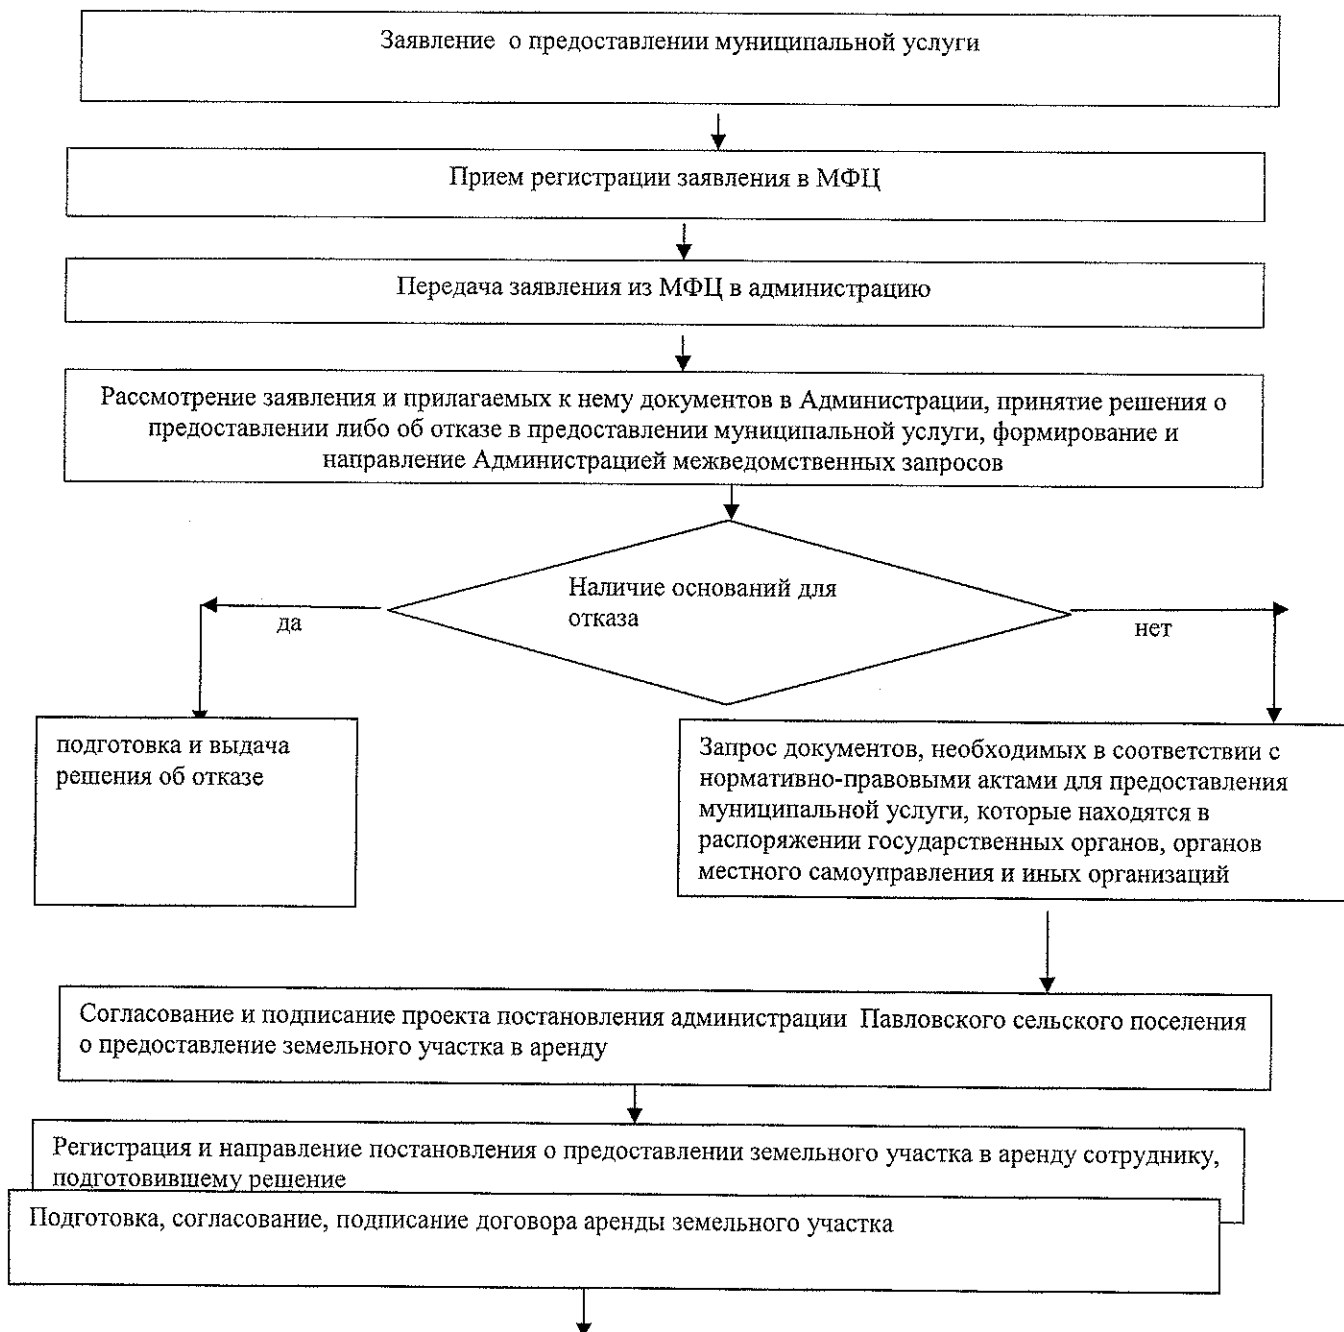 Заявление о предоставлении муниципальной услуги
Прием регистрации заявления в МФЦ
Передача заявления из МФЦ в администрацию
Рассмотрение заявления и прилагаемых к нему документов в Администрации, принятие решения о
предоставлении либо об отказе в предоставлении муниципальной услуги, формирование и
направление Администрацией межведомственных запросов
Наличие оснований для
отказа
да
нет
подготовка и выдача
решения об отказе
Запрос документов, необходимых в соответствии с
нормативно-правовыми актами для предоставления
муниципальной услуги, которые находятся в
распоряжении государственных органов, органов
местного самоуправления и иных организаций
Согласование и подписание проекта постановления администрации Павловского сельского поселения
о предоставление земельного участка в аренду
Регистрация и направление постановления о предоставлении земельного участка в аренду сотруднику,
подготовившему решение
Подготовка, согласование, подписание договора аренды земельного участка